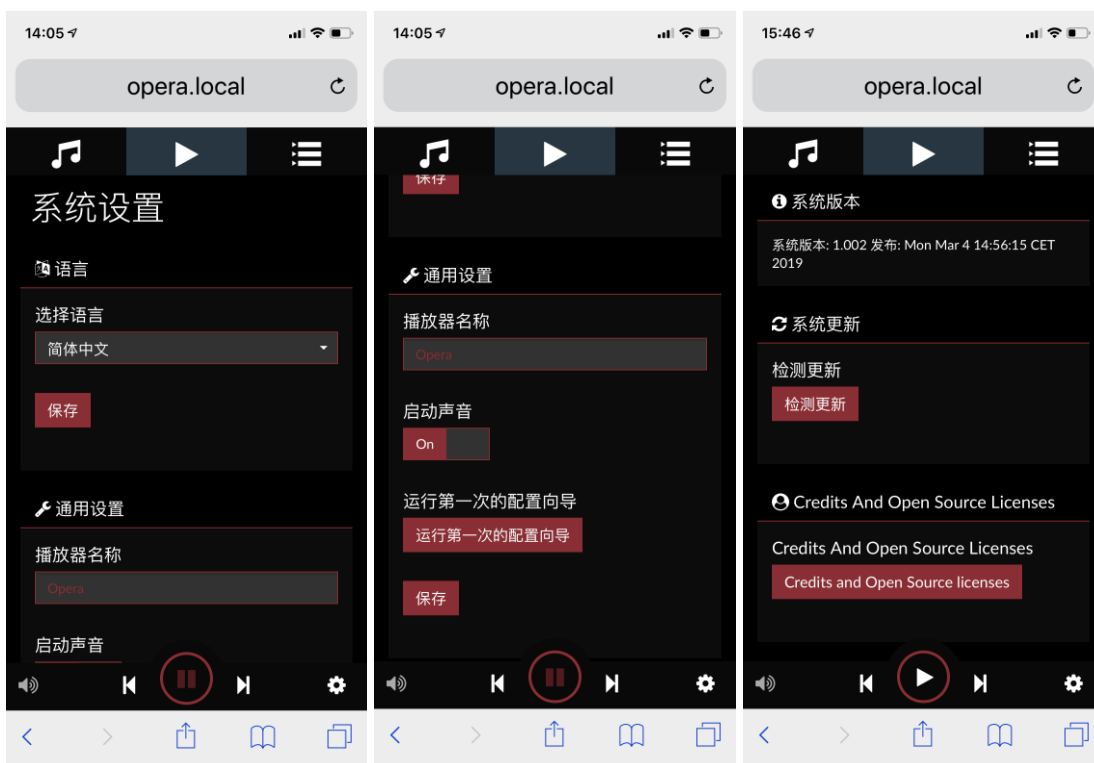 14:05
opera.local
系统设置
语言
选择语言
简体中文
保存
通用设置
播放器名称
Opera
启动声音
14:05
opera.local
保存
通用设置
播放器名称
Opera
启动声音
On
运行第一次的配置向导
运行第一次的配置向导
保存
15:46
opera.local
系统版本
系统版本: 1.002 发布: Mon Mar 4 14:56:15 CET
2019
系统更新
检测更新
检测更新
Credits And Open Source Licenses
Credits And Open Source Licenses
Credits and Open Source licenses